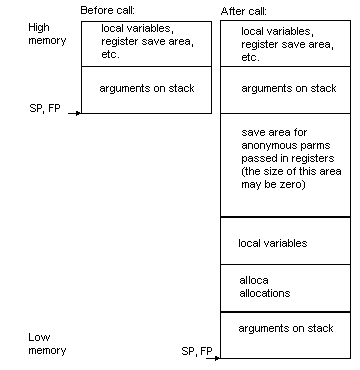 Before call:
After call:
High
memory
local variables,
register save area,
etc.
local variables,
register save area,
etc.
arguments on stack
arguments on stack
SP, FP
save area for
anonymous parms
passed in registers
(the size of this area
may be zero)
local variables
alloca
allocations
arguments on stack
Low
memory
SP, FP